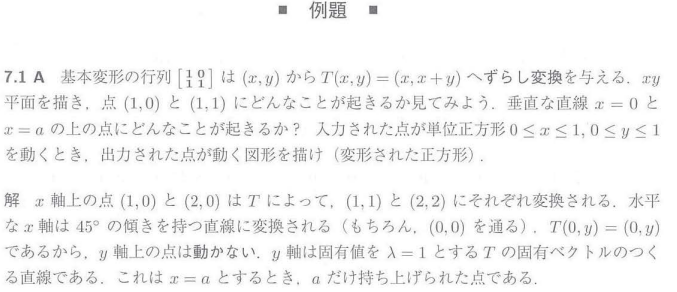 ■ 例題 ■
7.1 A 基本変形の行列 [1 0 1 1] は (x,y) から T(x,y) = (x,x+y) へずらし変換を与える．xy
平面を描き，点 (1,0) と (1,1) にどんなことが起きるか見てみよう．垂直な直線 x = 0 と
x = a の上の点にどんなことが起きるか？ 入力された点が単位正方形 0 ≤ x ≤ 1, 0 ≤ y ≤ 1
を動くとき，出力された点が動く図形を描け（変形された正方形）．
解 x 軸上の点 (1,0) と (2,0) は T によって，(1,1) と (2,2) にそれぞれ変換される．水平
な x 軸は 45° の傾きを持つ直線に変換される（もちろん，(0,0) を通る）．T(0,y) = (0,y)
であるから，y 軸上の点は動かない．y 軸は固有値を λ = 1 とする T の固有ベクトルのつく
る直線である．これは x = a とするとき，a だけ持ち上げられた点である．